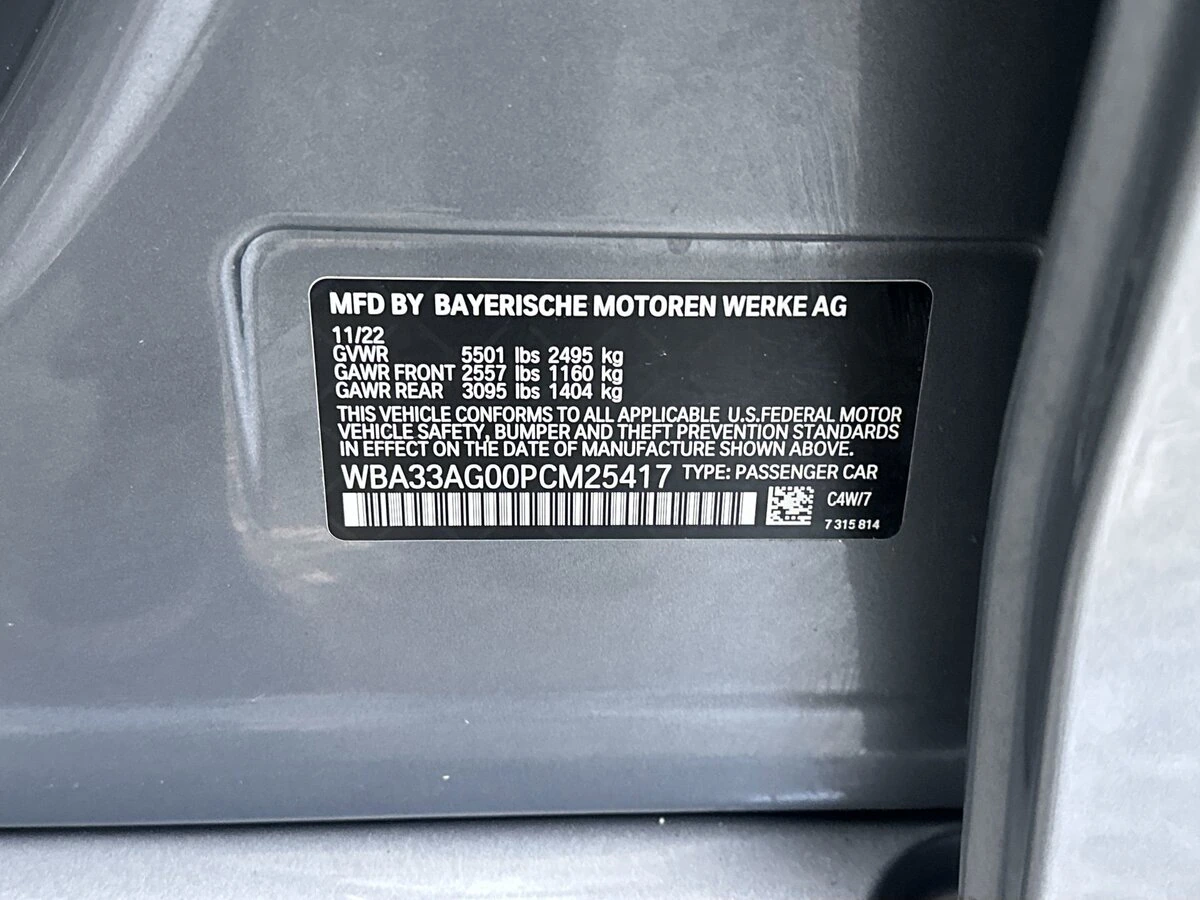 MFD BY BAYERISCHE MOTOREN WERKE AG
11/22
GVWR 5501 lbs 2495 kg
GAWR FRONT 2557 lbs 1160 kg
GAWR REAR 3095 lbs 1404 kg
THIS VEHICLE CONFORMS TO ALL APPLICABLE U.S.FEDERAL MOTOR
VEHICLE SAFETY, BUMPER AND THEFT PREVENTION STANDARDS
IN EFFECT ON THE DATE OF MANUFACTURE SHOWN ABOVE.
WBA33AG00PCM25417 TYPE: PASSENGER CAR
C4W/7
7 315 814